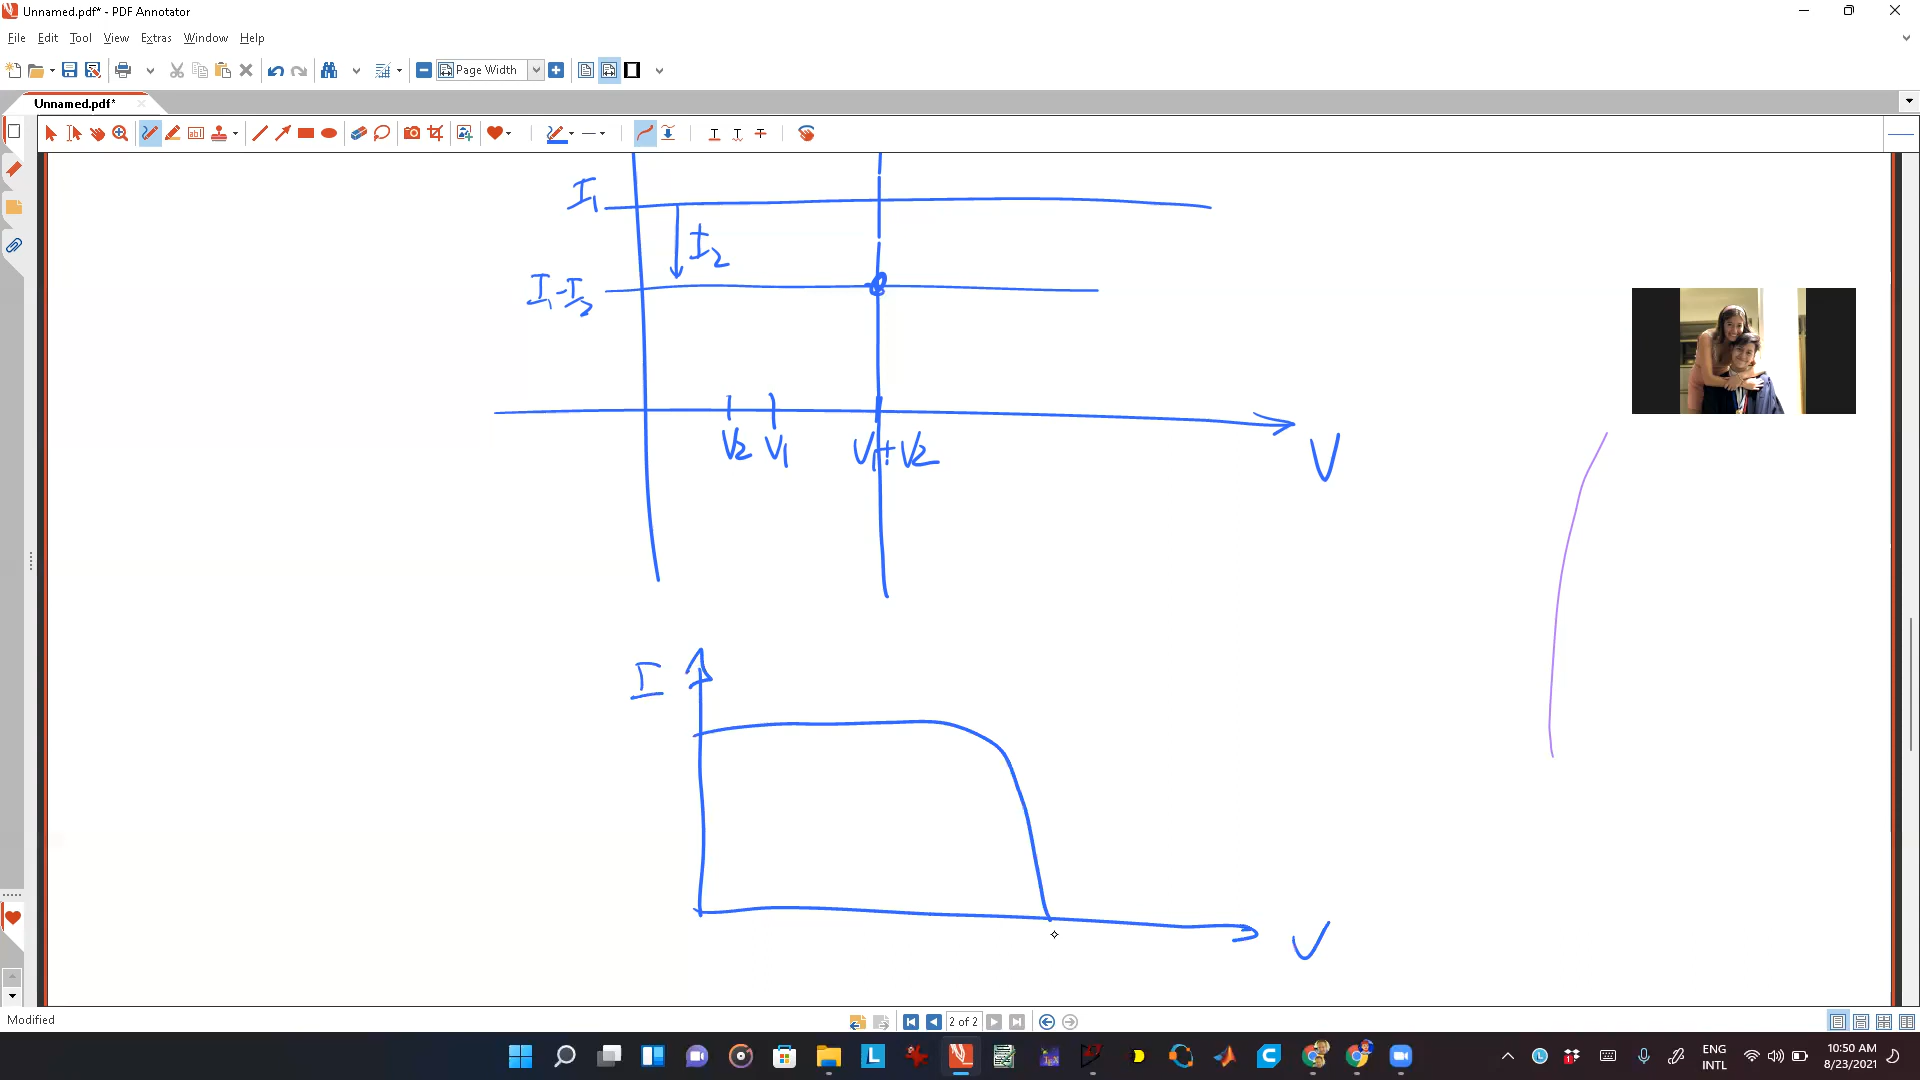 Unnamed.pdf* - PDF Annotator
File Edit Tool View Extras Window Help
Page Width
Unnamed.pdf*
I1
I2
I1-I2
V2 V1 V1+V2
V
I
V
Modified
2 of 2
ENG
INTL
10:50 AM
8/23/2021